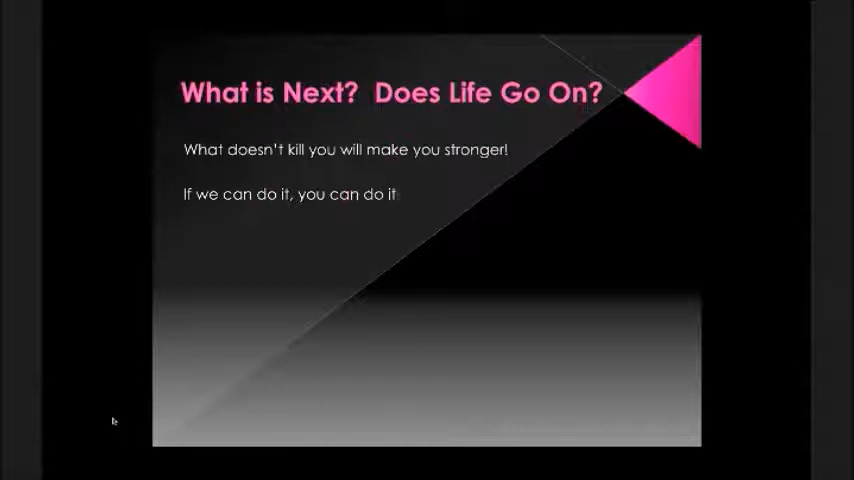 What is Next?  Does Life Go On?
What doesn't kill you will make you stronger!
If we can do it, you can do it